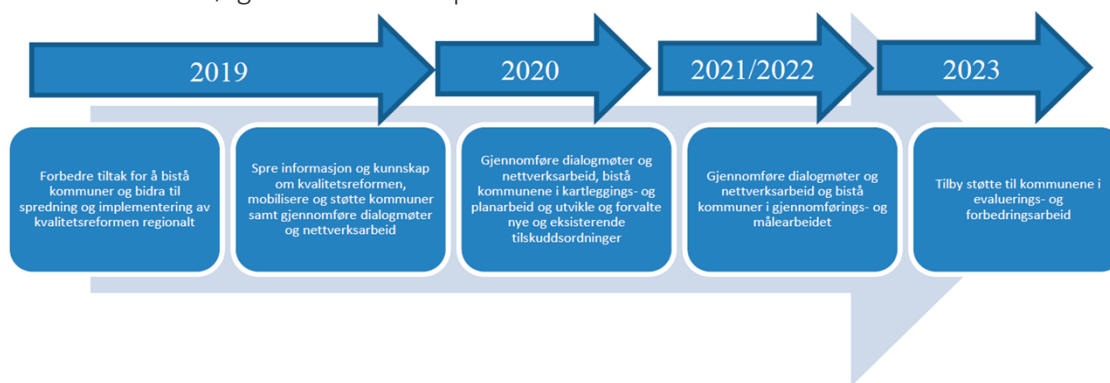 2019
2020
2021/2022
2023
Forbedre tiltak for å bistå
kommuner og bidra til
spredning og implementering av
kvalitetsreformen regionalt
Spre informasjon og kunnskap
om kvalitetsreformen,
mobilisere og støtte kommuner
samt gjennomføre dialogmøter
og nettverksarbeid
Gjennomføre dialogmøter og
nettverksarbeid, bistå
kommunene i kartleggings- og
planarbeid og utvikle og forvalte
nye og eksisterende
tilskuddsordninger
Gjennomføre dialogmøter og
nettverksarbeid og bistå
kommuner i gjennomførings- og
målearbeidet
Tilby støtte til kommunene i
evaluerings- og
forbedringsarbeid